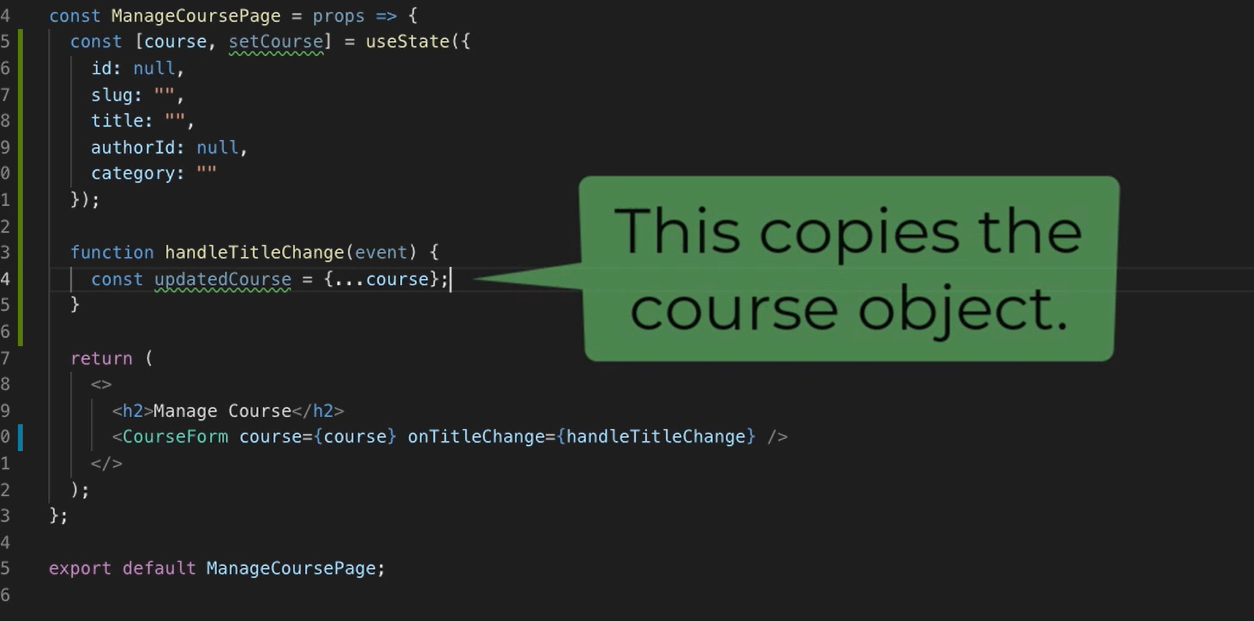 4 const ManageCoursePage = props => {
5 const [course, setCourse] = useState({
6 id: null,
7 slug: "",
8 title: "",
9 authorId: null,
0 category: ""
1 });
2
3 function handleTitleChange(event) {
4 const updatedCourse = {...course};
5 }
6
7 return (
8 <>
9 <h2>Manage Course</h2>
0 <CourseForm course={course} onTitleChange={handleTitleChange} />
1 </>
2 );
3 };
4
5 export default ManageCoursePage;
6
This copies the
course object.